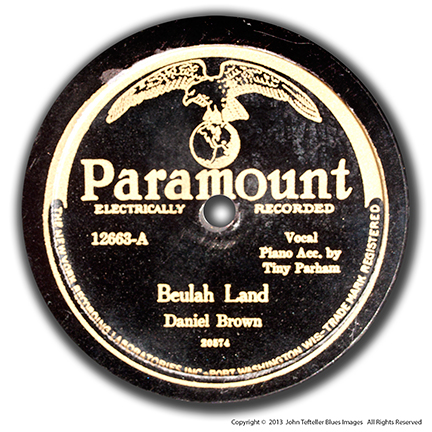 Paramount
ELECTRICALLY RECORDED
12663-A
Vocal
Piano Acc. by
Tiny Parham
Beulah Land
Daniel Brown
20574
THE NEW YORK RECORDING LABORATORIES INC.-PORT WASHINGTON WIS-TRADE MARK REGISTERED
Copyright © 2013 John Tefteller Blues Images All Rights Reserved